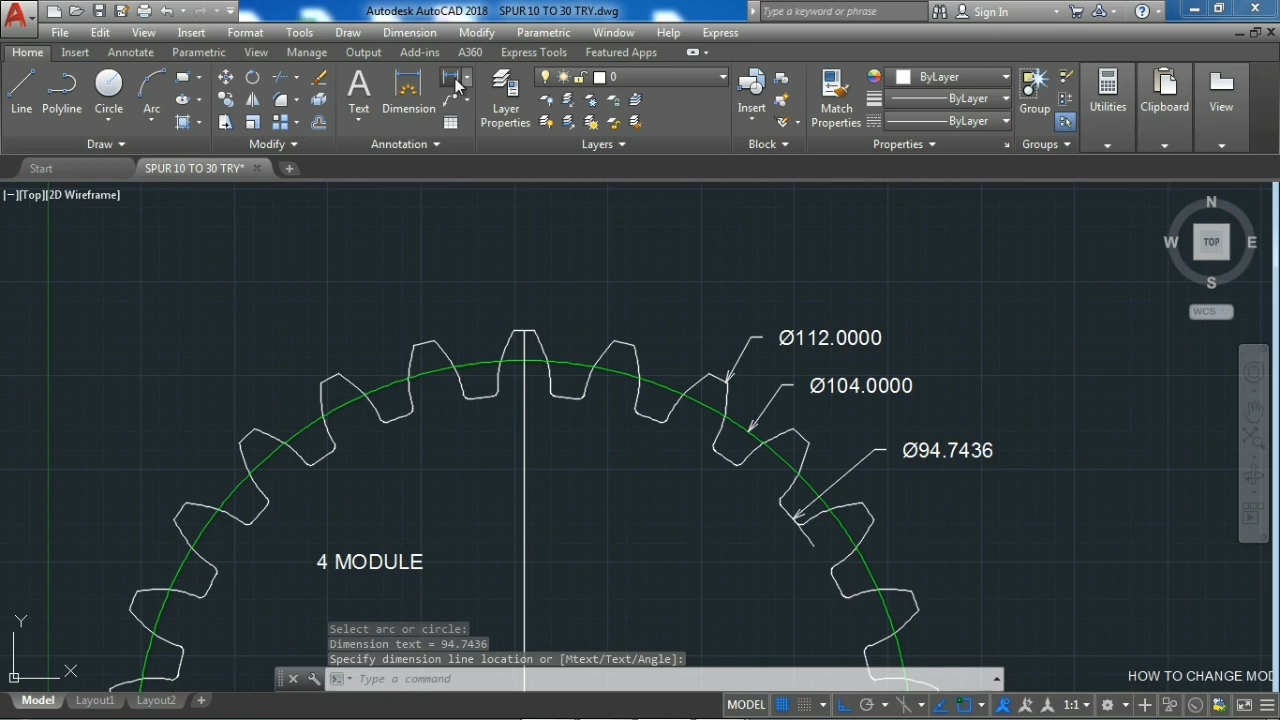 Autodesk AutoCAD 2018 SPUR 10 TO 30 TRY.dwg
Type a keyword or phrase
Sign In
File Edit View Insert Format Tools Draw Dimension Modify Parametric Window Help Express
Home Insert Annotate Parametric View Manage Output Add-ins A360 Express Tools Featured Apps
0
ByLayer
ByLayer
ByLayer
Line Polyline Circle Arc
Text Dimension
Layer Properties
Insert
Match Properties
Group
Utilities
Clipboard
View
Draw Modify Annotation Layers Block Properties Groups
Start SPUR 10 TO 30 TRY*
[−][Top][2D Wireframe]
N
W TOP E
S
WCS
Ø112.0000
Ø104.0000
Ø94.7436
4 MODULE
Y
X
Select arc or circle:
Dimension text = 94.7436
Specify dimension line location or [Mtext/Text/Angle]:
Type a command
HOW TO CHANGE MOD
Model Layout1 Layout2
MODEL 1:1